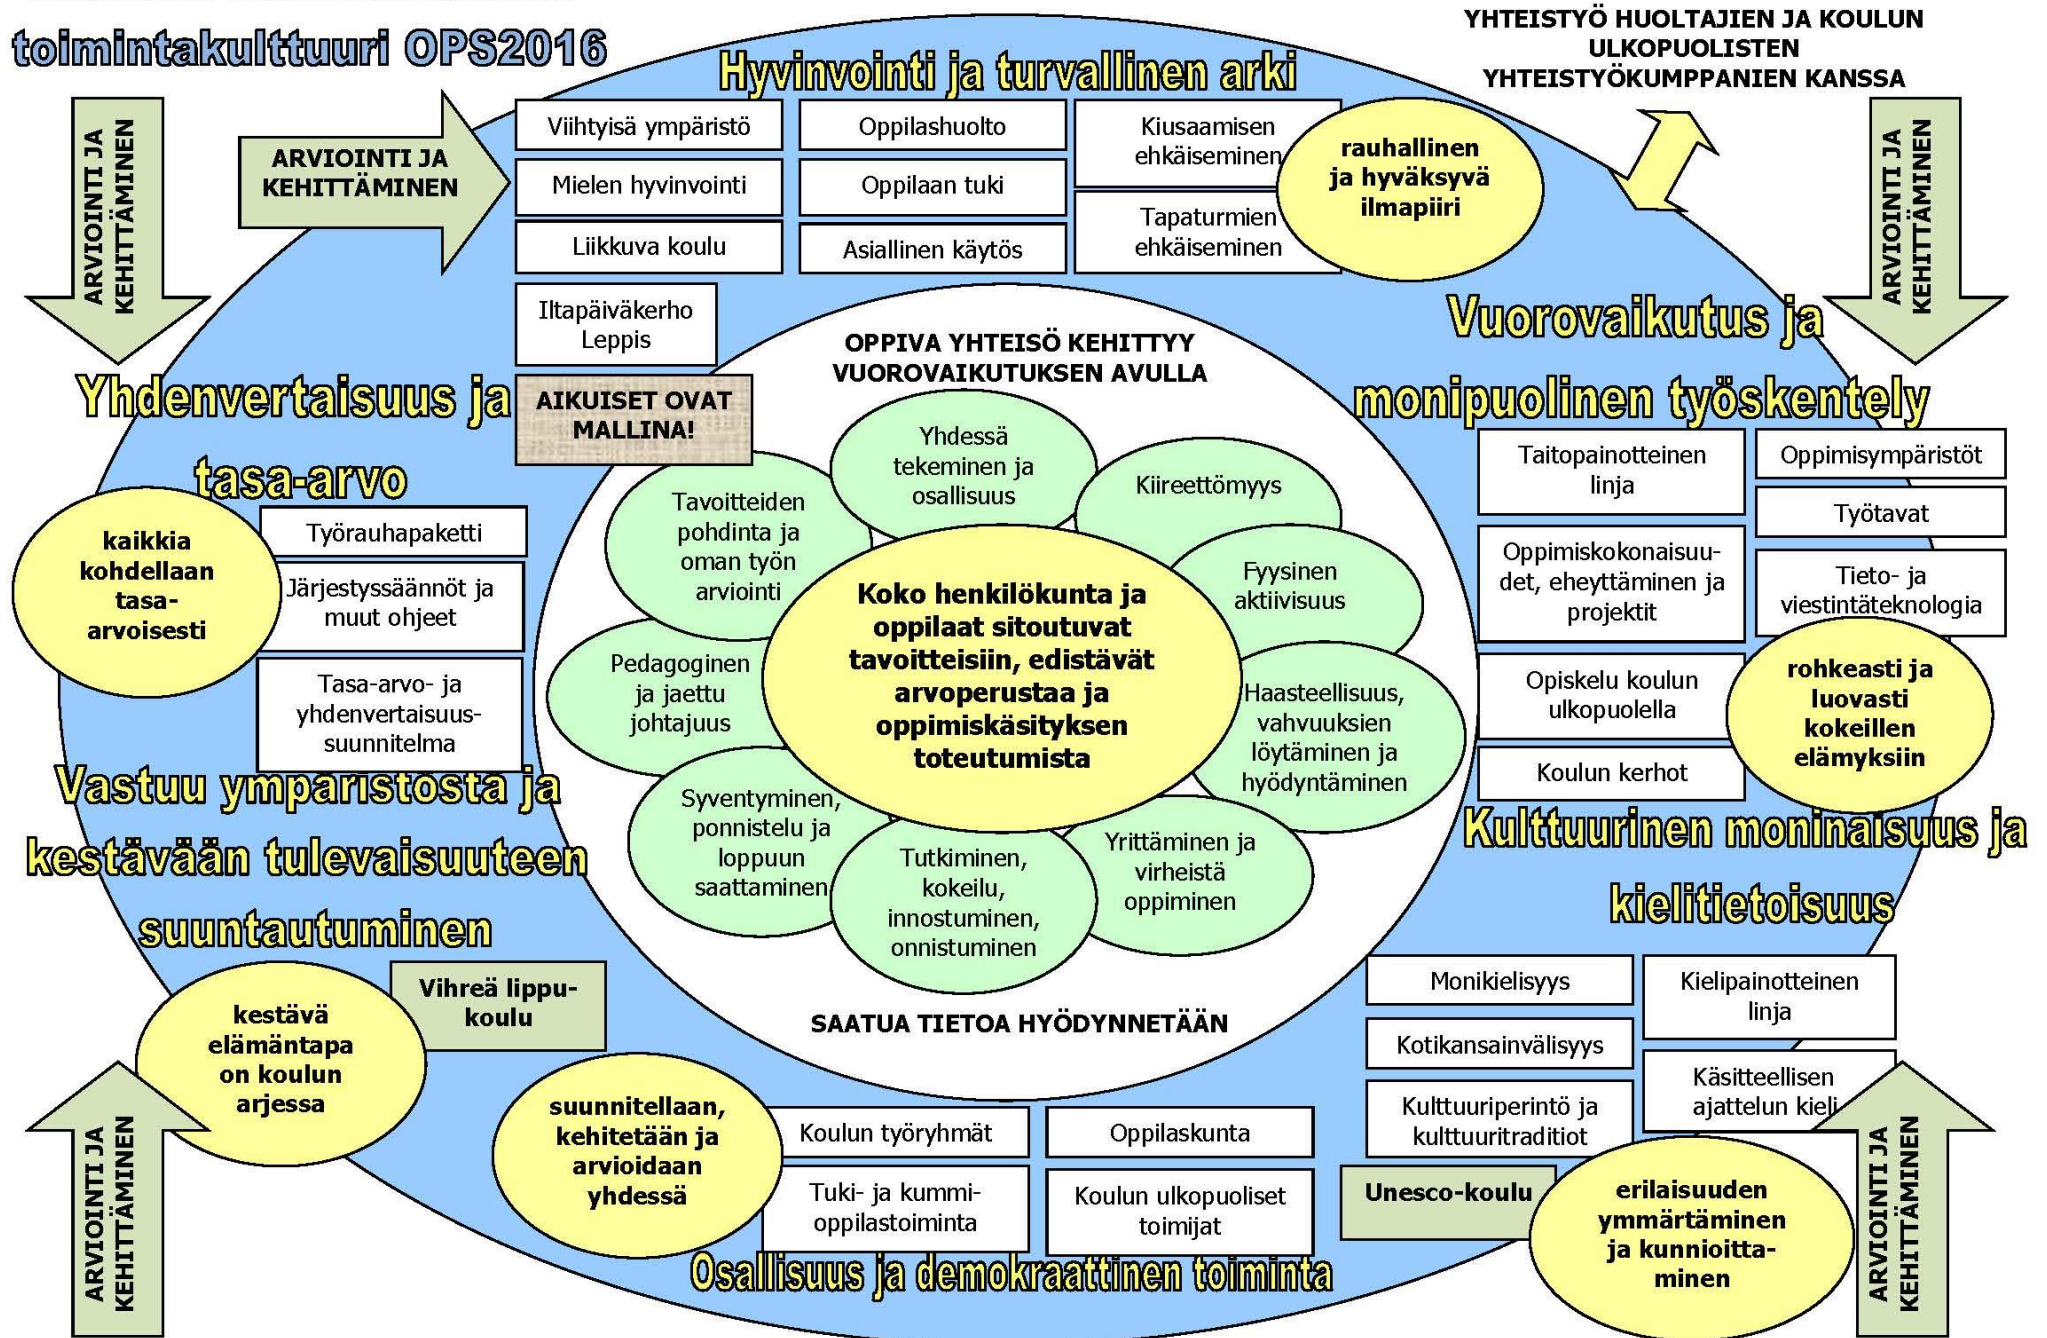 toimintakulttuuri OPS2016
YHTEISTYÖ HUOLTAJIEN JA KOULUN
ULKOPUOLISTEN
YHTEISTYÖKUMPPANIEN KANSSA
ARVIOINTI JA
KEHITTÄMINEN
ARVIOINTI JA
KEHITTÄMINEN
ARVIOINTI JA
KEHITTÄMINEN
Hyvinvointi ja turvallinen arki
Viihtyisä ympäristö
Mielen hyvinvointi
Liikkuva koulu
Iltapäiväkerho
Leppis
Oppilashuolto
Oppilaan tuki
Asiallinen käytös
Kiusaamisen
ehkäiseminen
Tapaturmien
ehkäiseminen
rauhallinen
ja hyväksyvä
ilmapiiri
AIKUISET OVAT
MALLINA!
Yhdenvertaisuus ja
tasa-arvo
kaikkia
kohdellaan
tasa-
arvoisesti
Työrauhapaketti
Järjestyssäännöt ja
muut ohjeet
Tasa-arvo- ja
yhdenvertaisuus-
suunnitelma
OPPIVA YHTEISÖ KEHITTYY
VUOROVAIKUTUKSEN AVULLA
Yhdessä
tekeminen ja
osallisuus
Kiireettömyys
Fyysinen
aktiivisuus
Haasteellisuus,
vahvuuksien
löytäminen ja
hyödyntäminen
Yrittäminen ja
virheistä
oppiminen
Tutkiminen,
kokeilu,
innostuminen,
onnistuminen
Syventyminen,
ponnistelu ja
loppuun
saattaminen
Pedagoginen
ja jaettu
johtajuus
Tavoitteiden
pohdinta ja
oman työn
arviointi
Koko henkilökunta ja
oppilaat sitoutuvat
tavoitteisiin, edistävät
arvoperustaa ja
oppimiskäsityksen
toteutumista
SAATUA TIETOA HYÖDYNNETÄÄN
Vuorovaikutus ja
monipuolinen työskentely
Taitopainotteinen
linja
Oppimiskokonaisuu-
det, eheyttäminen ja
projektit
Opiskelu koulun
ulkopuolella
Koulun kerhot
Oppimisympäristöt
Työtavat
Tieto- ja
viestintäteknologia
rohkeasti ja
luovasti
kokeillen
elämyksiin
Vastuu ympäristöstä ja
kestävään tulevaisuuteen
suuntautuminen
kestävä
elämäntapa
on koulun
arjessa
Vihreä lippu-
koulu
Kulttuurinen moninaisuus ja
kielitietoisuus
Monikielisyys
Kotikansainvälisyys
Kulttuuriperintö ja
kulttuuritraditiot
Kielipainotteinen
linja
Käsitteellisen
ajattelun kieli
Unesco-koulu
erilaisuuden
ymmärtäminen
ja kunnioitta-
minen
suunnitellaan,
kehitetään ja
arvioidaan
yhdessä
Koulun työryhmät
Tuki- ja kummi-
oppilastoiminta
Oppilaskunta
Koulun ulkopuoliset
toimijat
Osallisuus ja demokraattinen toiminta
ARVIOINTI JA
KEHITTÄMINEN
ARVIOINTI JA
KEHITTÄMINEN